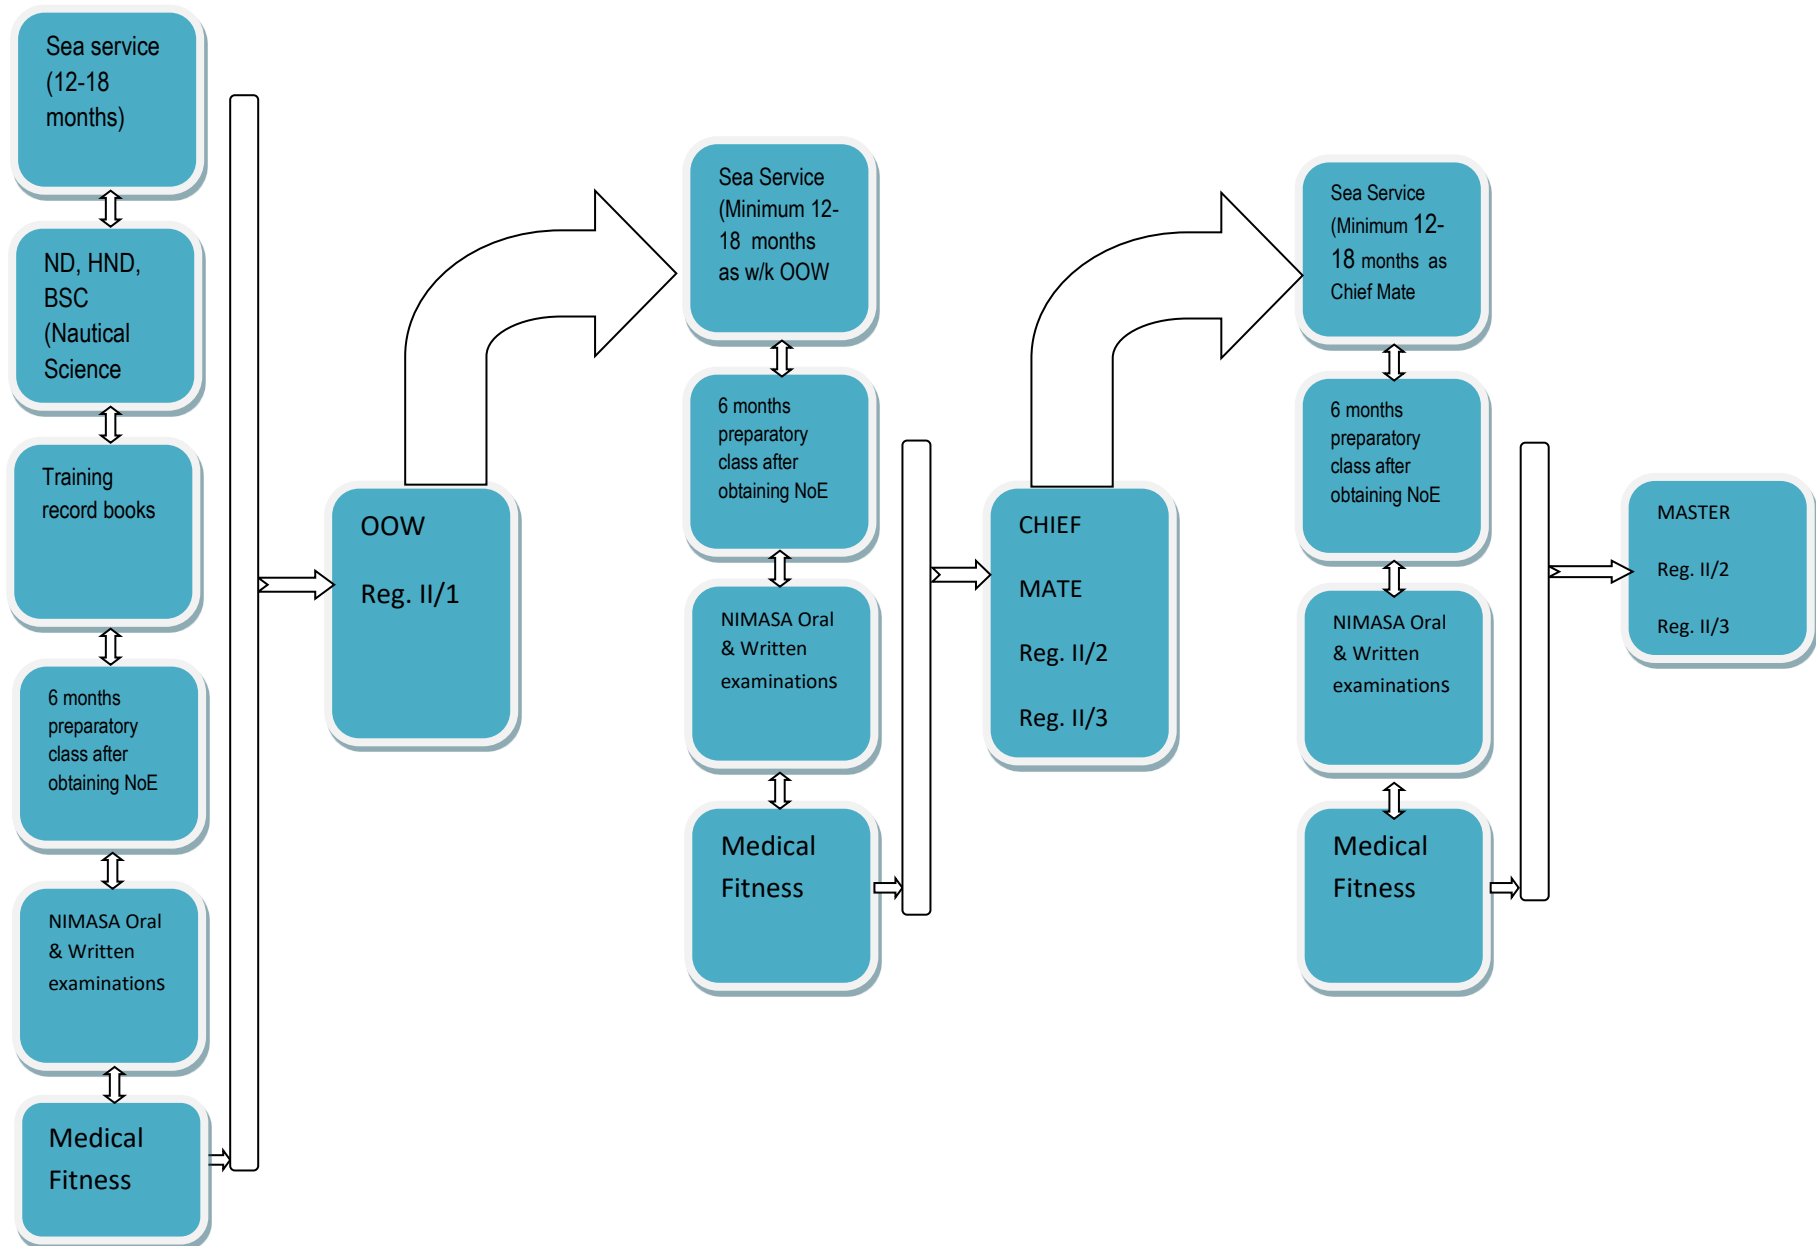 Sea service
(12-18
months)
ND, HND,
BSC
(Nautical
Science
Training
record books
6 months
preparatory
class after
obtaining NoE
NIMASA Oral
& Written
examinations
Medical
Fitness
OOW
Reg. II/1
Sea Service
(Minimum 12-
18 months
as w/k OOW
6 months
preparatory
class after
obtaining NoE
NIMASA Oral
& Written
examinations
Medical
Fitness
CHIEF
MATE
Reg. II/2
Reg. II/3
Sea Service
(Minimum 12-
18 months as
Chief Mate
6 months
preparatory
class after
obtaining NoE
NIMASA Oral
& Written
examinations
Medical
Fitness
MASTER
Reg. II/2
Reg. II/3